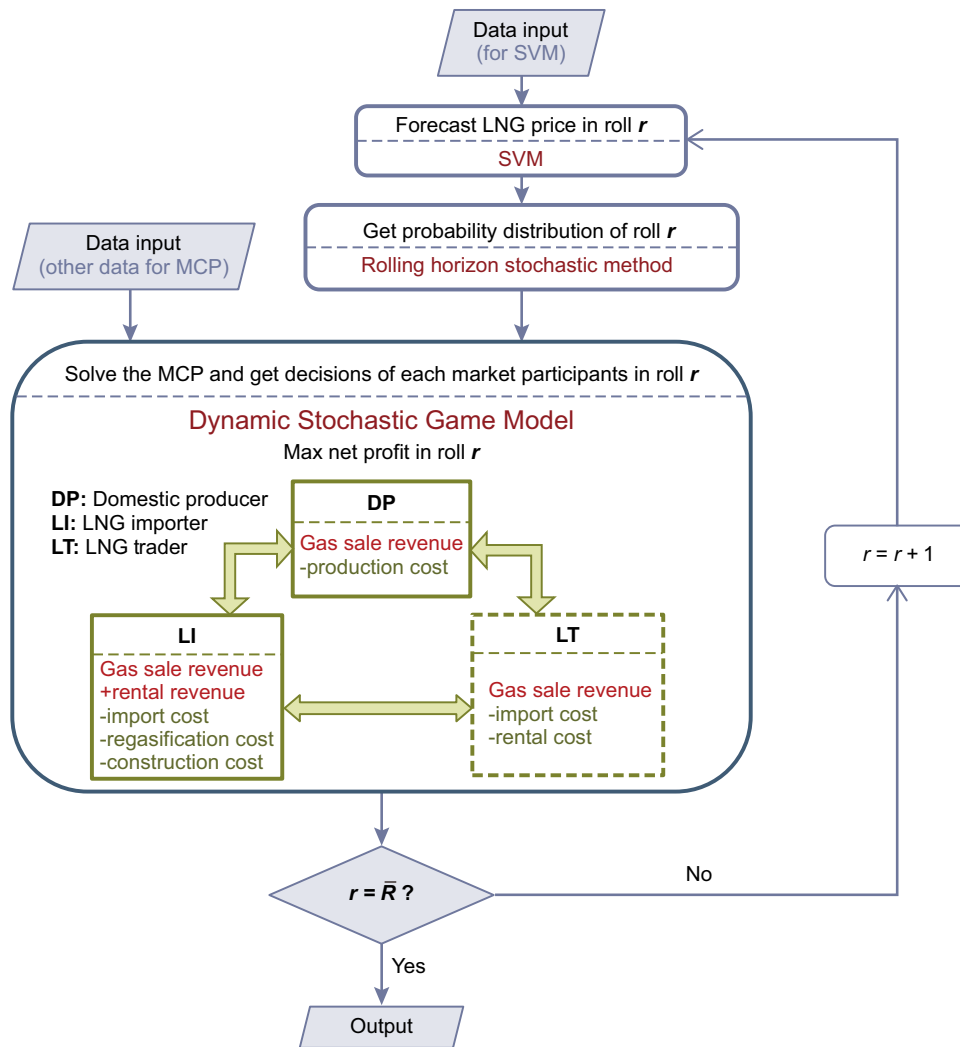 Data input
(for SVM)
Forecast LNG price in roll r
SVM
Get probability distribution of roll r
Rolling horizon stochastic method
Data input
(other data for MCP)
Solve the MCP and get decisions of each market participants in roll r
Dynamic Stochastic Game Model
Max net profit in roll r
DP: Domestic producer
LI: LNG importer
LT: LNG trader
DP
Gas sale revenue
-production cost
LI
Gas sale revenue
+rental revenue
-import cost
-regasification cost
-construction cost
LT
Gas sale revenue
-import cost
-rental cost
r = r + 1
r = R̄ ?
No
Yes
Output